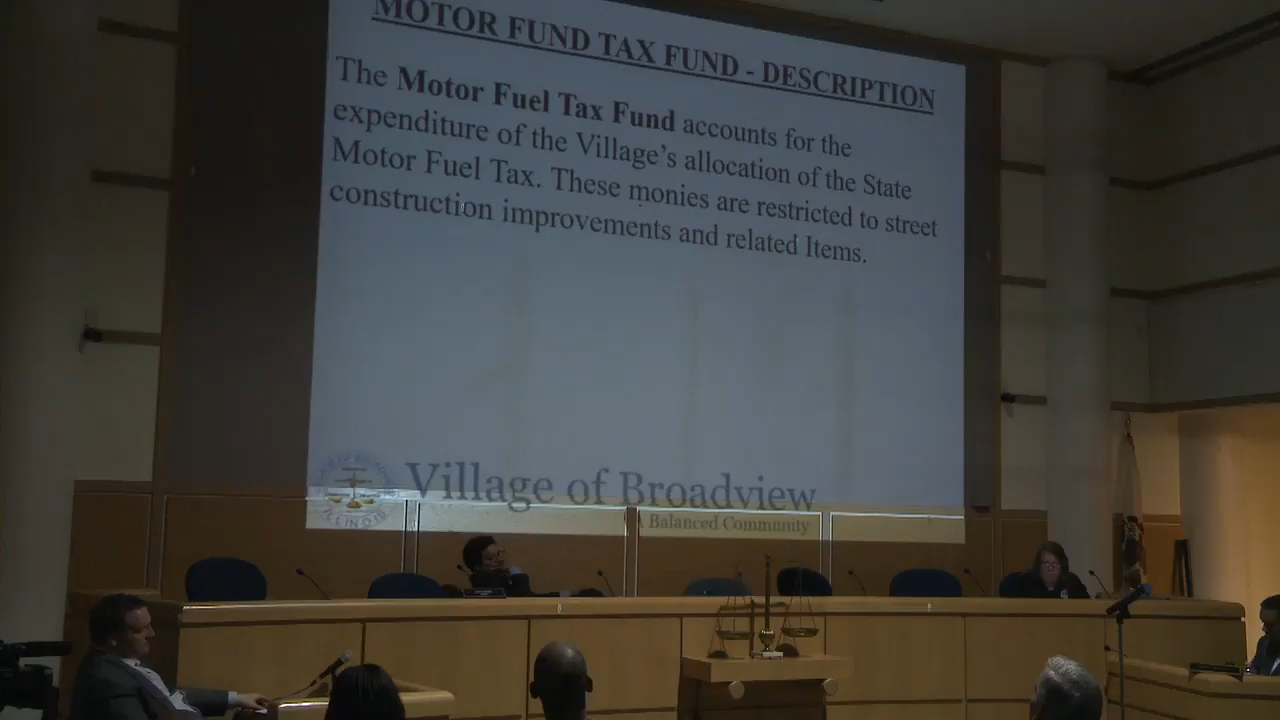 MOTOR FUND TAX FUND - DESCRIPTION
The Motor Fuel Tax Fund accounts for the
expenditure of the Village’s allocation of the State
Motor Fuel Tax. These monies are restricted to street
construction improvements and related Items.
Village of Broadview
A Balanced Community
ILLINOIS